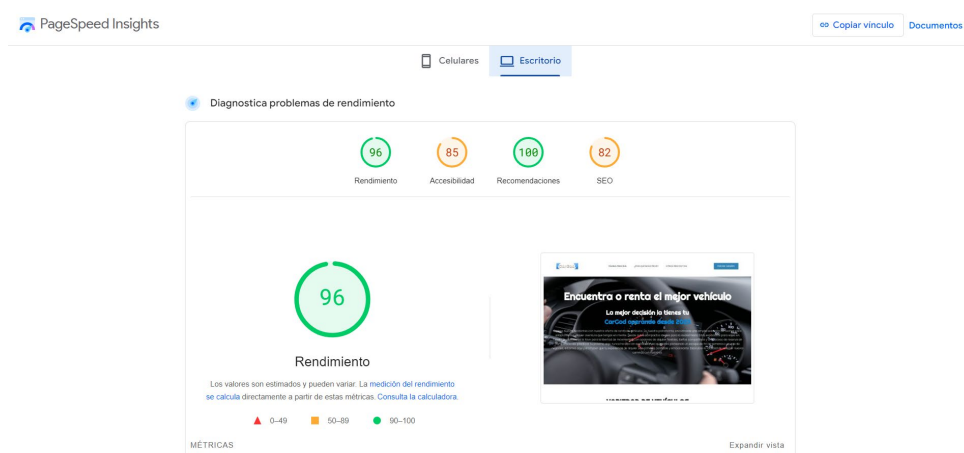 PageSpeed Insights
Copiar vínculo
Documentos
Celulares
Escritorio
Diagnostica problemas de rendimiento
96
85
100
82
Rendimiento
Accesibilidad
Recomendaciones
SEO
96
Rendimiento
Los valores son estimados y pueden variar. La medición del rendimiento
se calcula directamente a partir de estas métricas. Consulta la calculadora.
0–49
50–89
90–100
Encuentra o renta el mejor vehículo
La mejor decisión la tienes tu
MÉTRICAS
Expandir vista